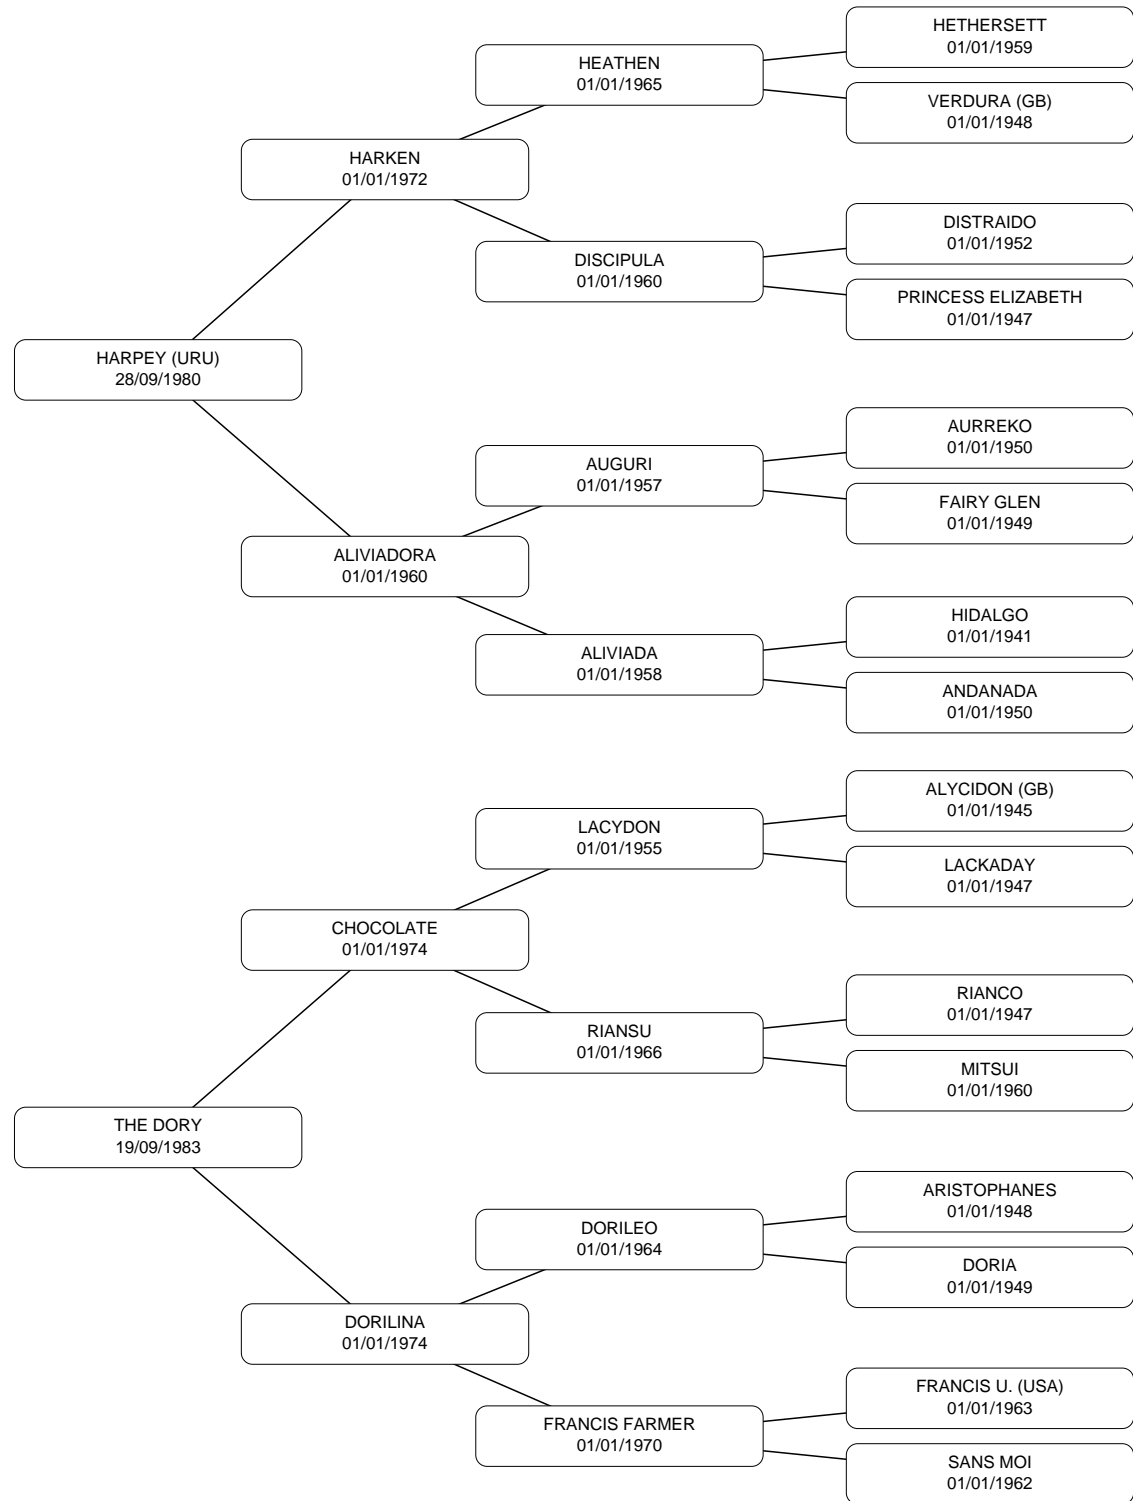 HETHERSETT
01/01/1959
HEATHEN
01/01/1965
VERDURA (GB)
01/01/1948
HARKEN
01/01/1972
DISTRAIDO
01/01/1952
DISCIPULA
01/01/1960
PRINCESS ELIZABETH
01/01/1947
HARPEY (URU)
28/09/1980
AURREKO
01/01/1950
AUGURI
01/01/1957
FAIRY GLEN
01/01/1949
ALIVIADORA
01/01/1960
HIDALGO
01/01/1941
ALIVIADA
01/01/1958
ANDANADA
01/01/1950
ALYCIDON (GB)
01/01/1945
LACYDON
01/01/1955
LACKADAY
01/01/1947
CHOCOLATE
01/01/1974
RIANCO
01/01/1947
RIANSU
01/01/1966
MITSUI
01/01/1960
THE DORY
19/09/1983
ARISTOPHANES
01/01/1948
DORILEO
01/01/1964
DORIA
01/01/1949
DORILINA
01/01/1974
FRANCIS U. (USA)
01/01/1963
FRANCIS FARMER
01/01/1970
SANS MOI
01/01/1962